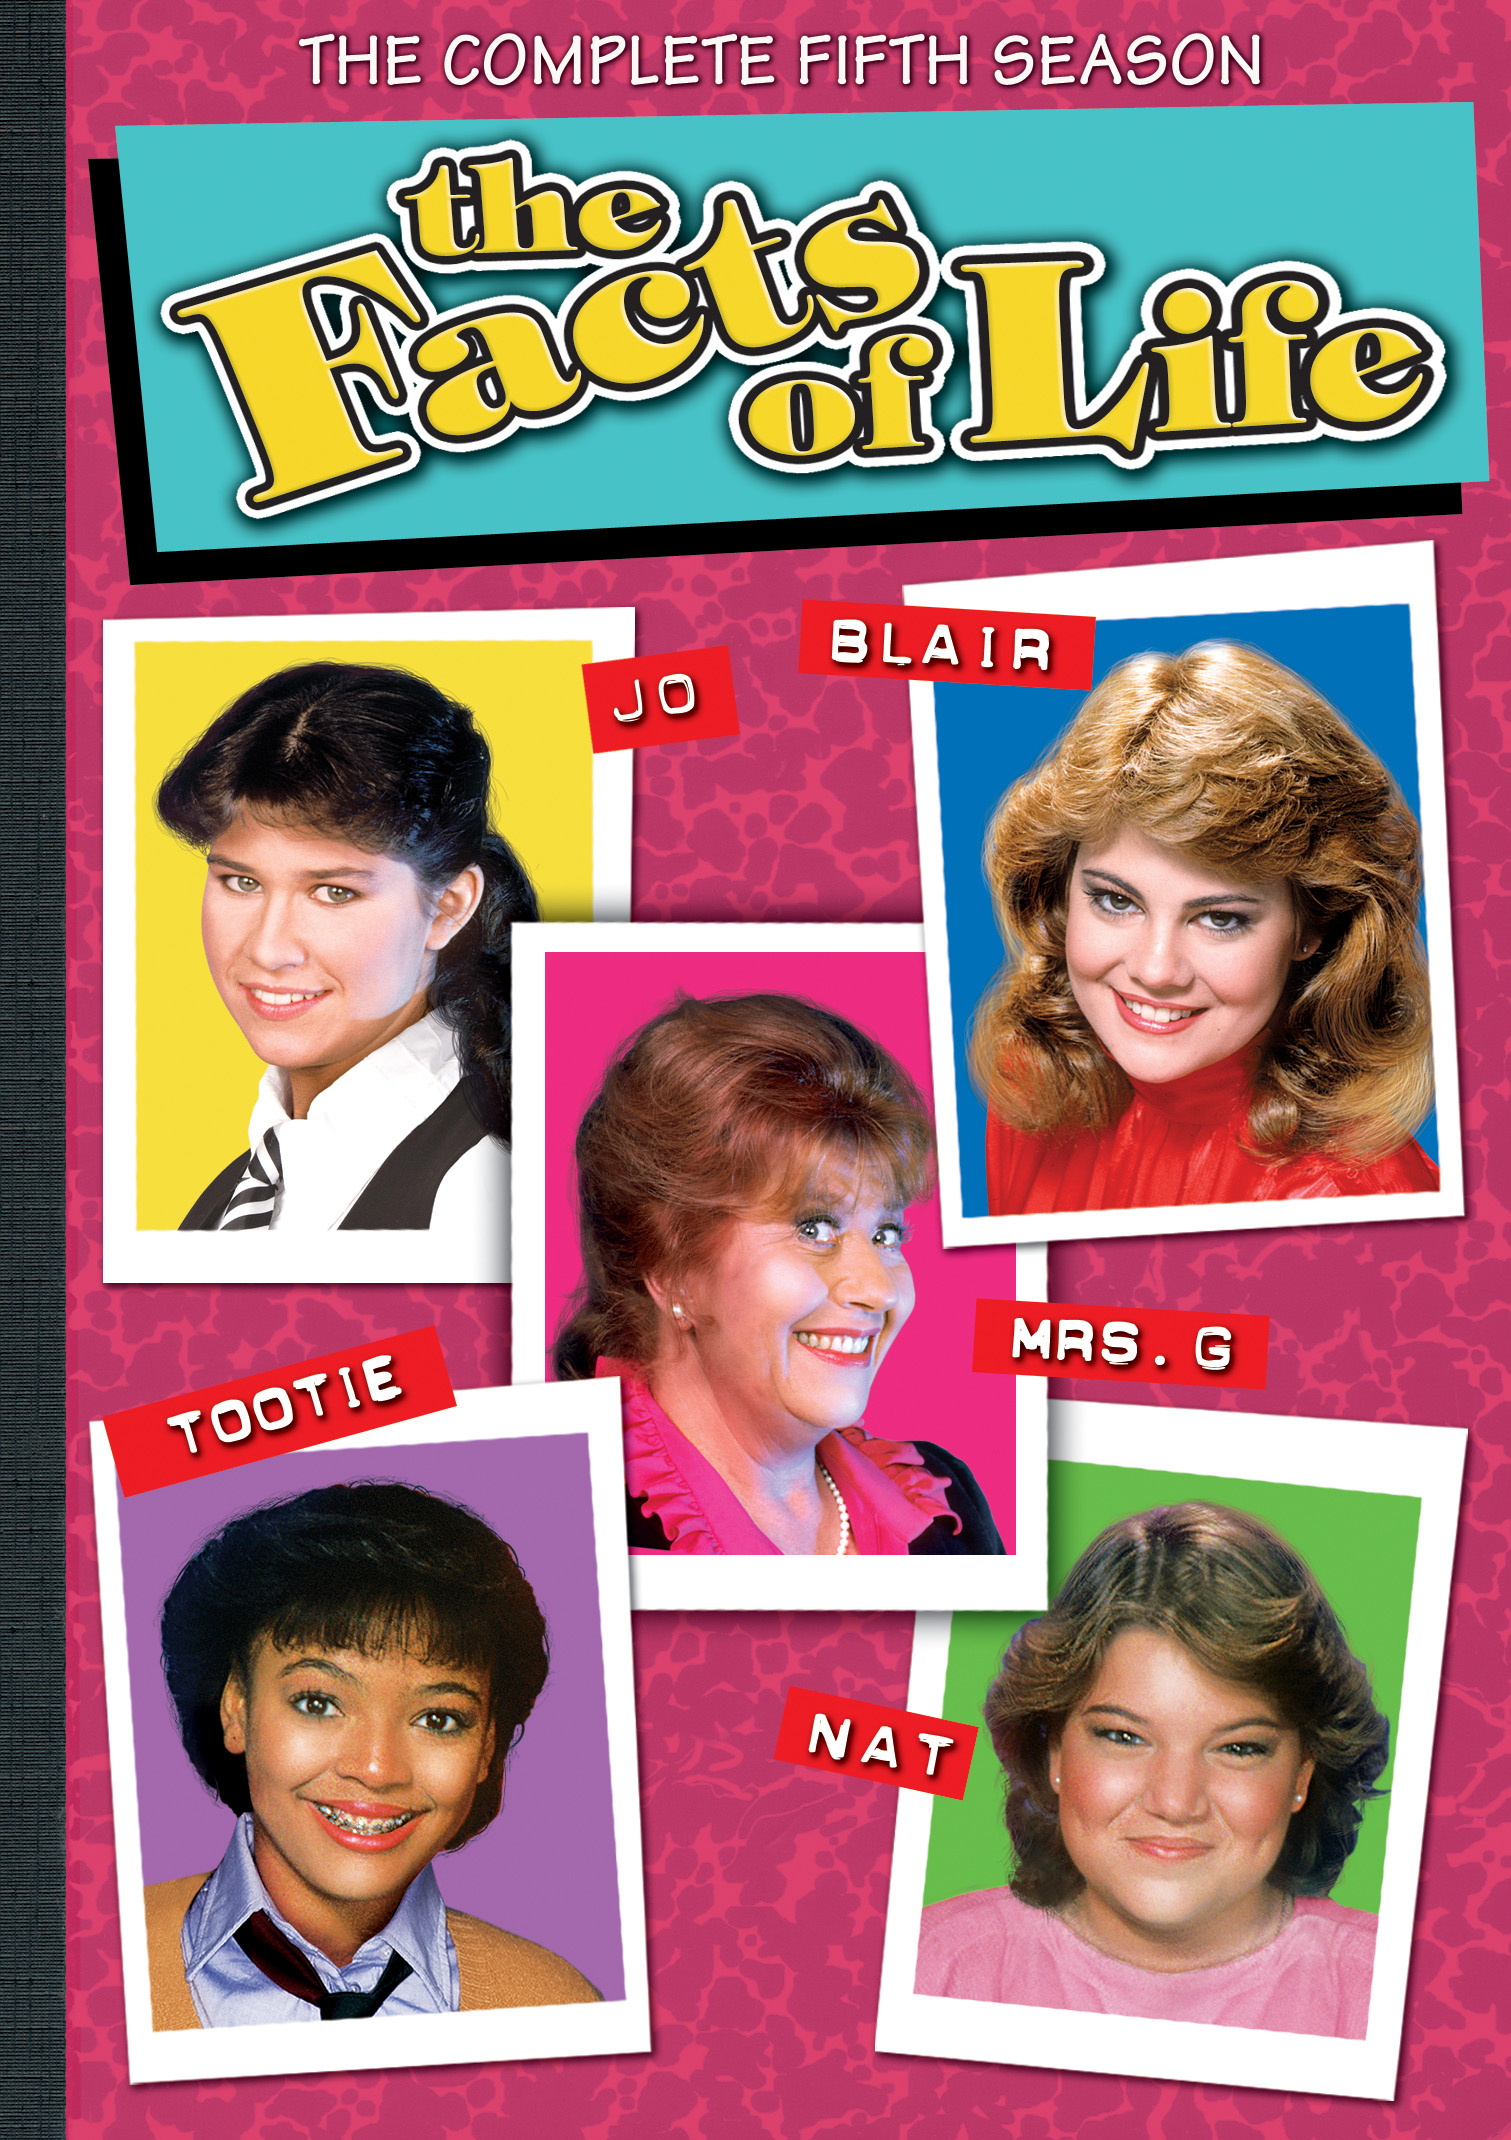 THE COMPLETE FIFTH SEASON
the
Facts
of Life
JO
BLAIR
MRS. G
TOOTIE
NAT